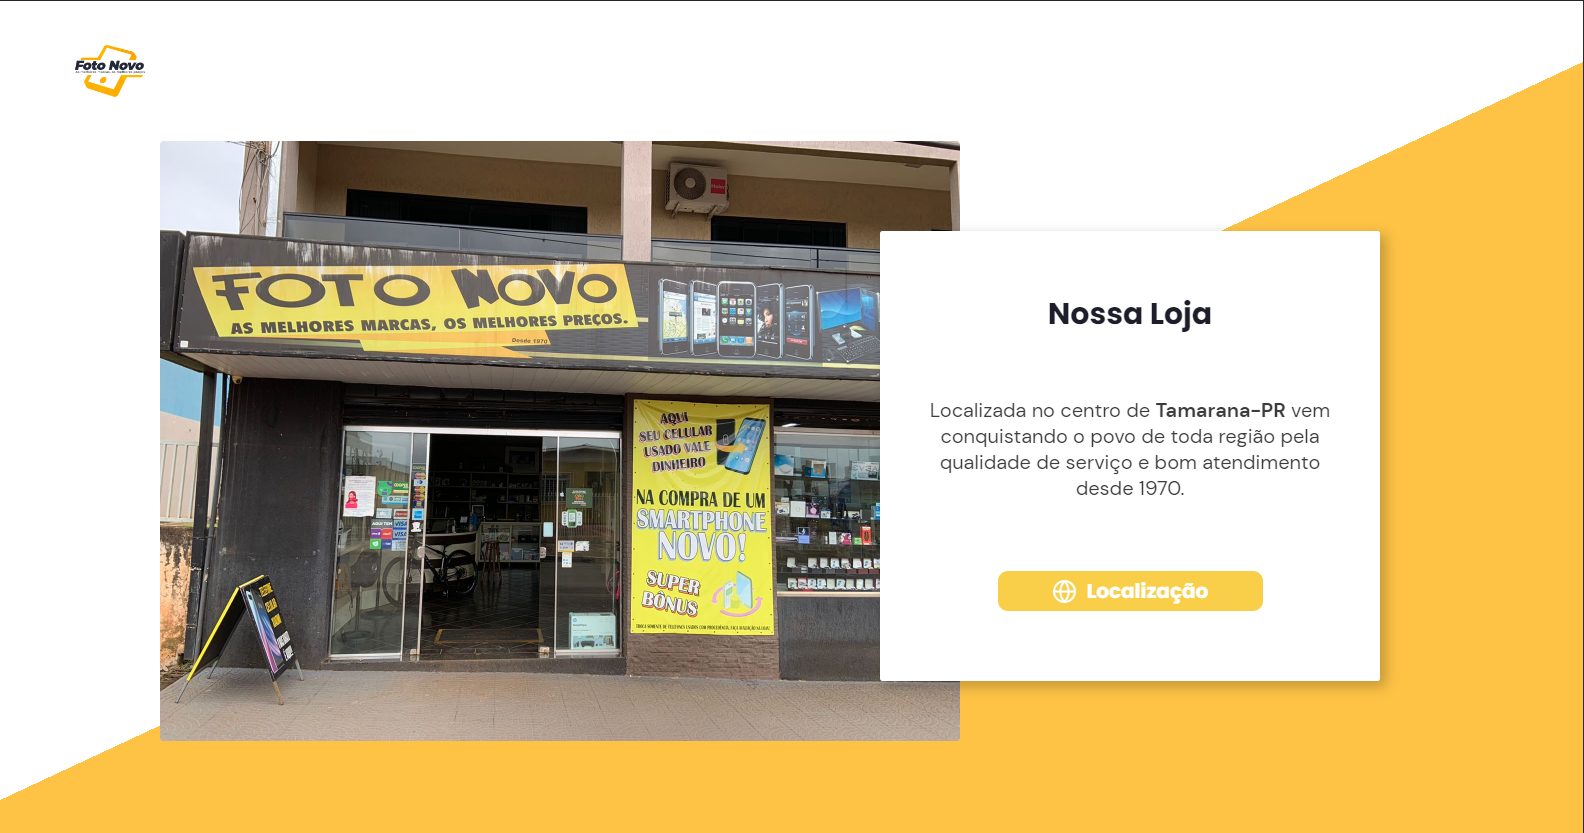 Foto Novo
FOTO NOVO
AS MELHORES MARCAS, OS MELHORES PREÇOS.
Desde 1970
AQUI
SEU CELULAR
USADO VALE
DINHEIRO
NA COMPRA DE UM
SMARTPHONE
NOVO!
SUPER
BÔNUS
Nossa Loja
Localizada no centro de Tamarana-PR vem
conquistando o povo de toda região pela
qualidade de serviço e bom atendimento
desde 1970.
Localização